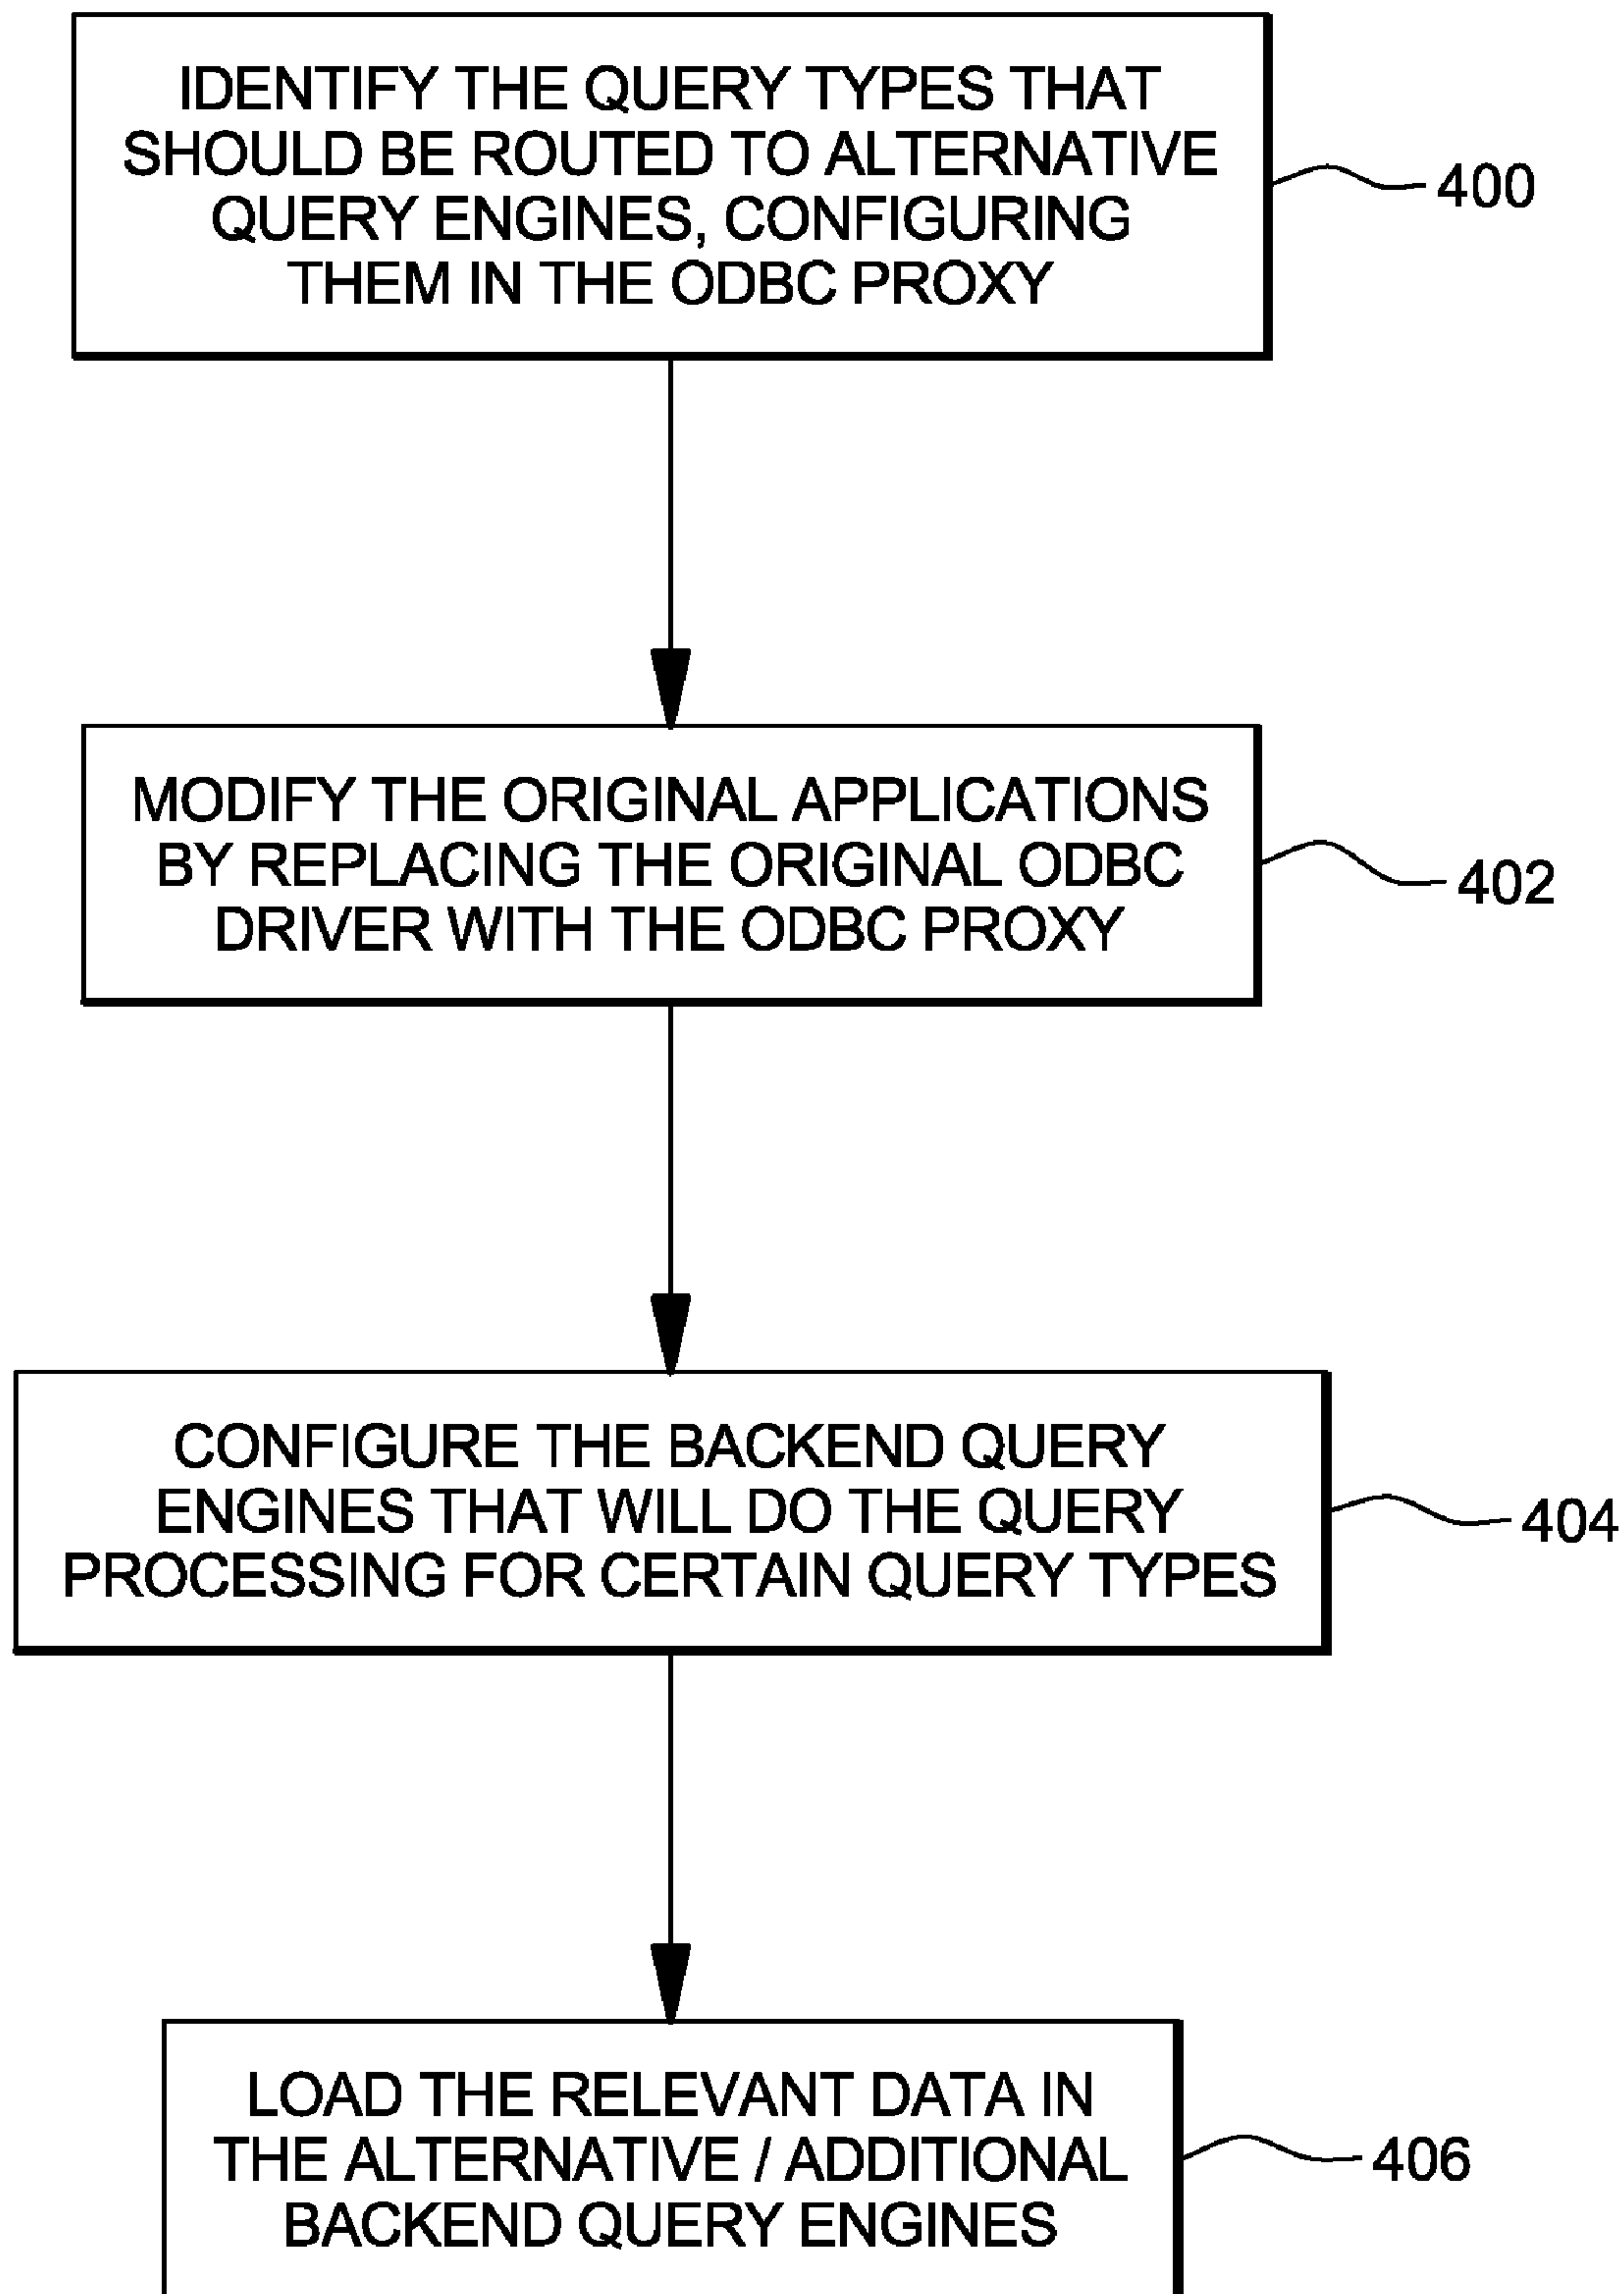 IDENTIFY THE QUERY TYPES THAT
SHOULD BE ROUTED TO ALTERNATIVE
QUERY ENGINES, CONFIGURING
THEM IN THE ODBC PROXY
400
MODIFY THE ORIGINAL APPLICATIONS
BY REPLACING THE ORIGINAL ODBC
DRIVER WITH THE ODBC PROXY
402
CONFIGURE THE BACKEND QUERY
ENGINES THAT WILL DO THE QUERY
PROCESSING FOR CERTAIN QUERY TYPES
404
LOAD THE RELEVANT DATA IN
THE ALTERNATIVE / ADDITIONAL
BACKEND QUERY ENGINES
406